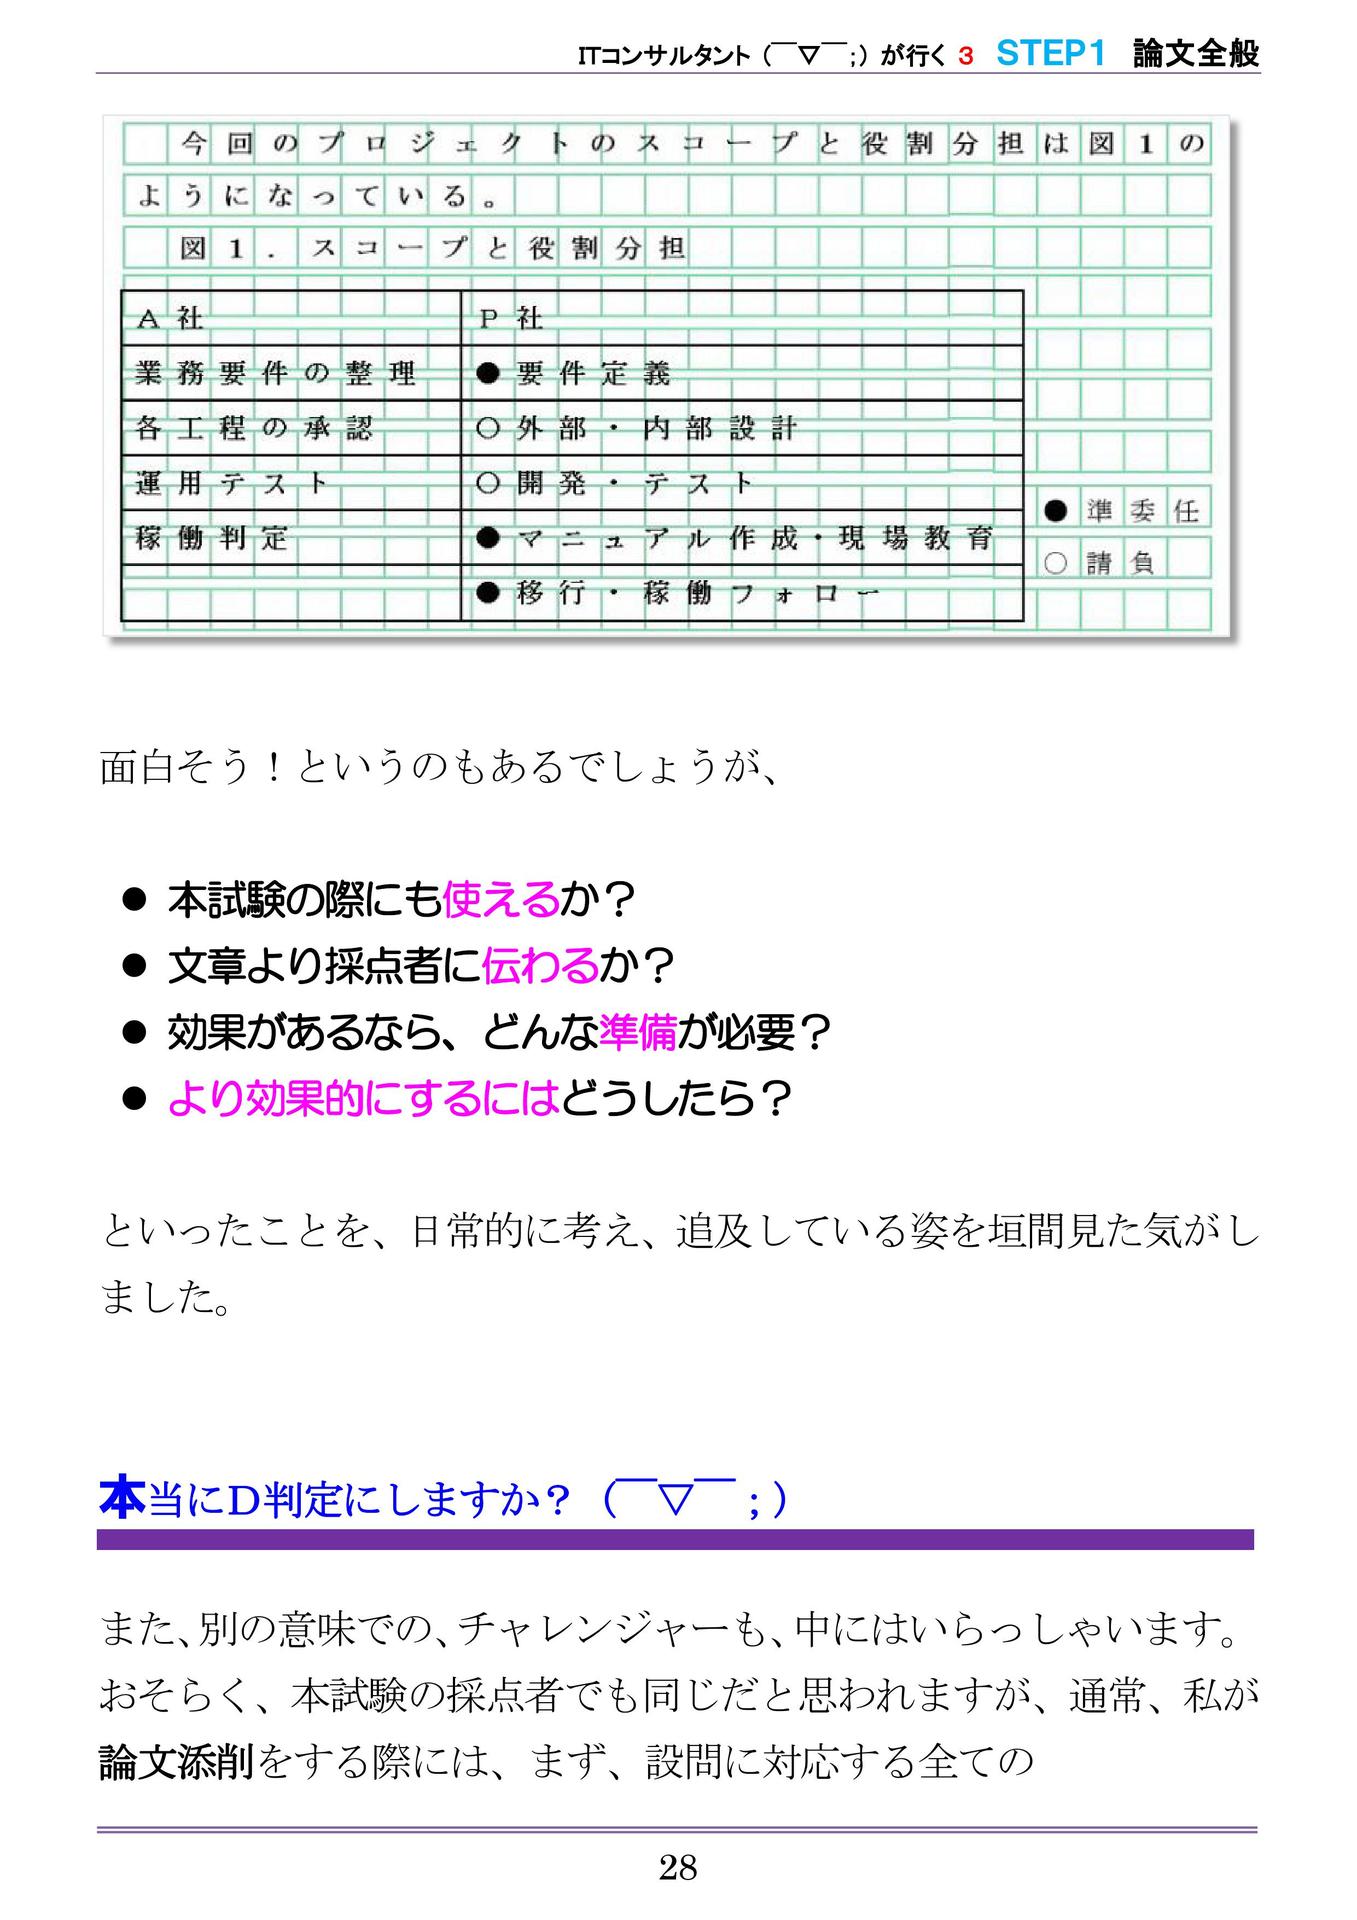 ITコンサルタント（￣▽￣;）が行く 3 STEP1 論文全般
今回のプロジェクトのスコープと役割分担は図1の
ようになっている。
図1．スコープと役割分担
A社 P社
業務要件の整理 ●要件定義
各工程の承認 ○外部・内部設計
運用テスト ○開発・テスト
●準委任
稼働判定 ●マニュアル作成・現場教育
○請負
●移行・稼働フォロー
面白そう！というのもあるでしょうが、
● 本試験の際にも使えるか？
● 文章より採点者に伝わるか？
● 効果があるなら、どんな準備が必要？
● より効果的にするにはどうしたら？
といったことを、日常的に考え、追及している姿を垣間見た気がし
ました。
本当にＤ判定にしますか？（￣▽￣；）
また、別の意味での、チャレンジャーも、中にはいらっしゃいます。
おそらく、本試験の採点者でも同じだと思われますが、通常、私が
論文添削をする際には、まず、設問に対応する全ての
28